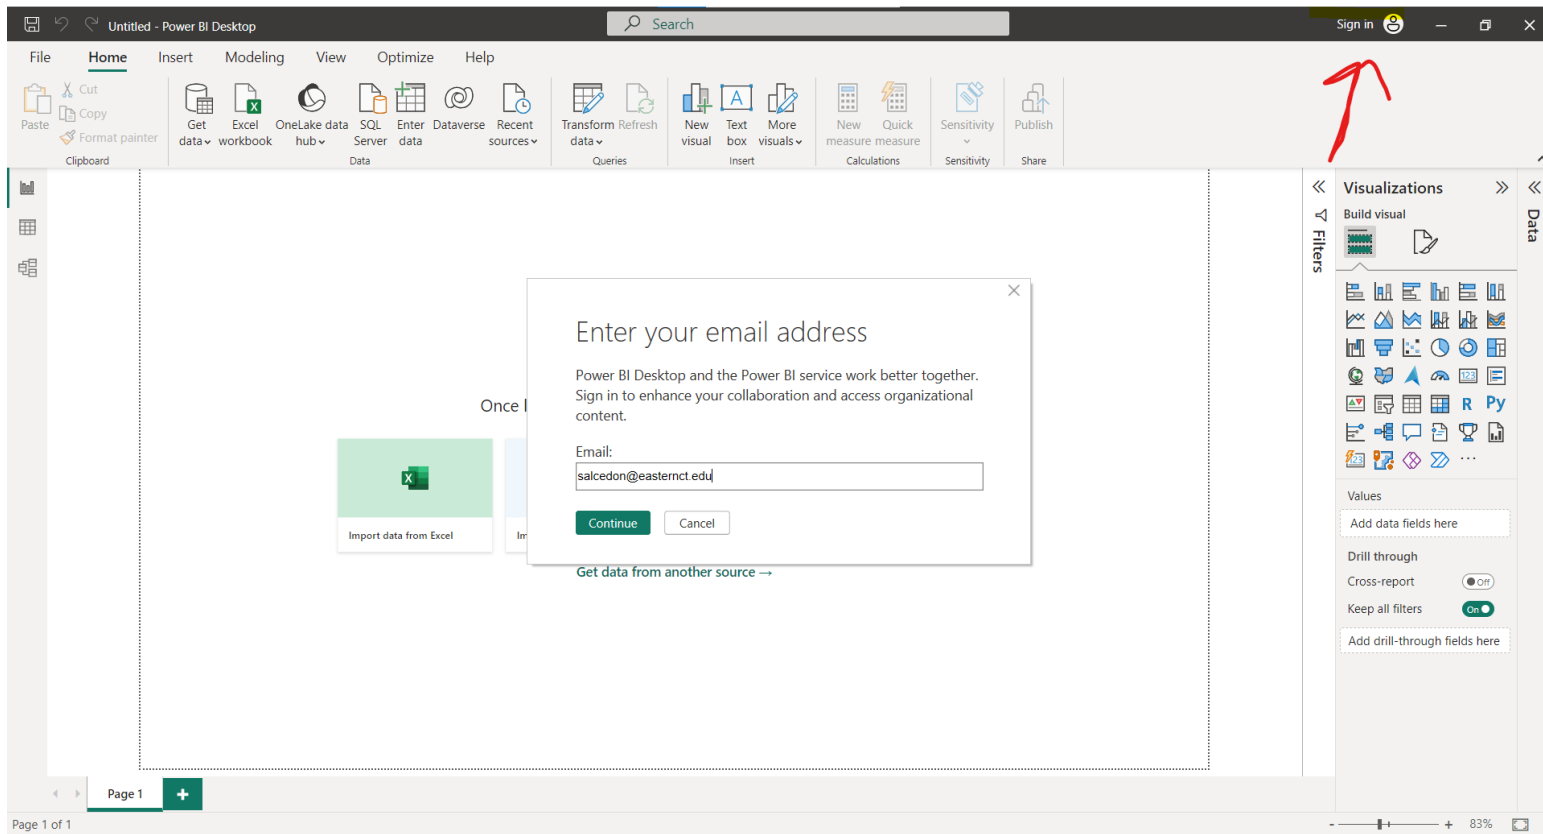 Untitled - Power BI Desktop
Search
Sign in
File Home Insert Modeling View Optimize Help
Paste
Cut
Copy
Format painter
Clipboard
Get data
Excel workbook
OneLake data hub
SQL Server
Enter data
Dataverse
Recent sources
Data
Transform data
Refresh
Queries
New visual
Text box
More visuals
Insert
New measure
Quick measure
Calculations
Sensitivity
Sensitivity
Publish
Share
Once l
Import data from Excel
Im
Get data from another source →
Enter your email address
Power BI Desktop and the Power BI service work better together.
Sign in to enhance your collaboration and access organizational
content.
Email:
salcedon@easternct.edu
Continue Cancel
Filters
Visualizations
Build visual
123
R Py
123
Values
Add data fields here
Drill through
Cross-report Off
Keep all filters On
Add drill-through fields here
Data
Page 1
Page 1 of 1
- + 83%